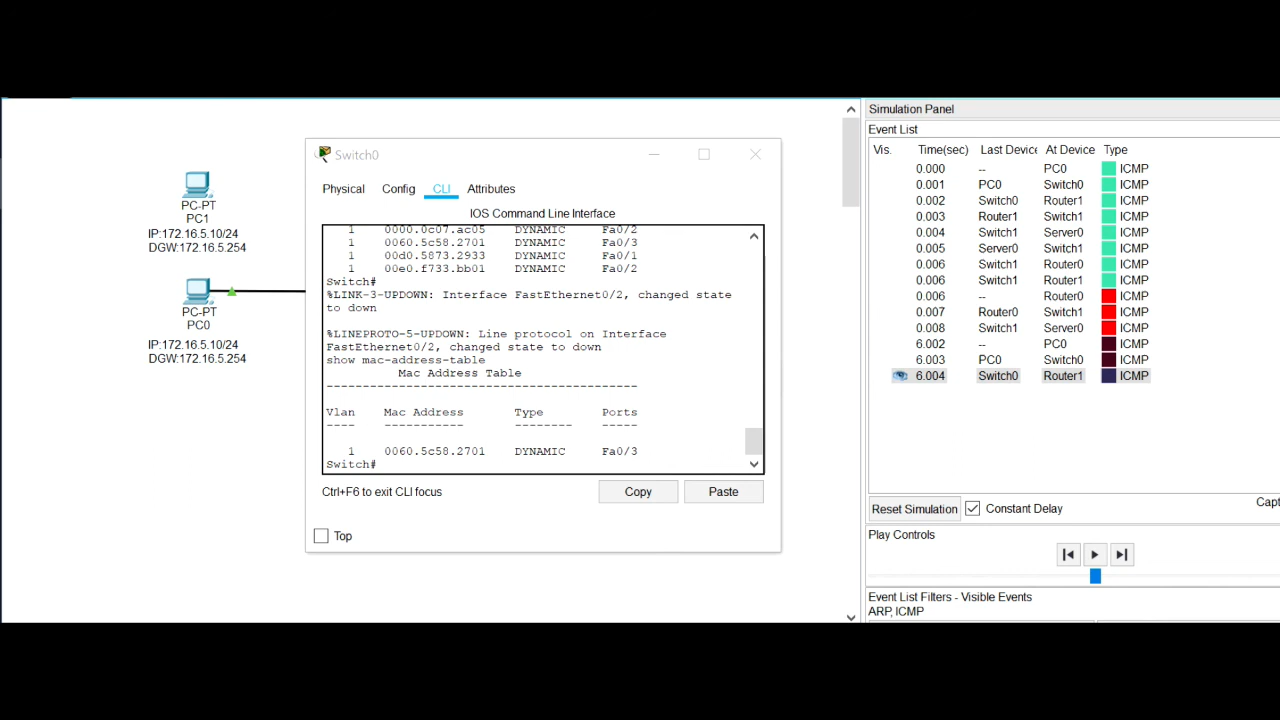 PC-PT
PC1
IP:172.16.5.10/24
DGW:172.16.5.254
PC-PT
PC0
IP:172.16.5.10/24
DGW:172.16.5.254
Switch0
Physical Config CLI Attributes
IOS Command Line Interface
1 0000.0c07.ac05 DYNAMIC Fa0/2
1 0060.5c58.2701 DYNAMIC Fa0/3
1 00d0.5873.2933 DYNAMIC Fa0/1
1 00e0.f733.bb01 DYNAMIC Fa0/2
Switch#
%LINK-3-UPDOWN: Interface FastEthernet0/2, changed state
to down
%LINEPROTO-5-UPDOWN: Line protocol on Interface
FastEthernet0/2, changed state to down
show mac-address-table
Mac Address Table
-------------------------------------------
Vlan Mac Address Type Ports
---- ----------- -------- -----
1 0060.5c58.2701 DYNAMIC Fa0/3
Switch#
Ctrl+F6 to exit CLI focus
Copy Paste
Top
Simulation Panel
Event List
Vis. Time(sec) Last Device At Device Type
0.000 -- PC0 ICMP
0.001 PC0 Switch0 ICMP
0.002 Switch0 Router1 ICMP
0.003 Router1 Switch1 ICMP
0.004 Switch1 Server0 ICMP
0.005 Server0 Switch1 ICMP
0.006 Switch1 Router0 ICMP
0.006 Switch1 Router1 ICMP
0.006 -- Router0 ICMP
0.007 Router0 Switch1 ICMP
0.008 Switch1 Server0 ICMP
6.002 -- PC0 ICMP
6.003 PC0 Switch0 ICMP
6.004 Switch0 Router1 ICMP
Reset Simulation Constant Delay Capt
Play Controls
Event List Filters - Visible Events
ARP, ICMP